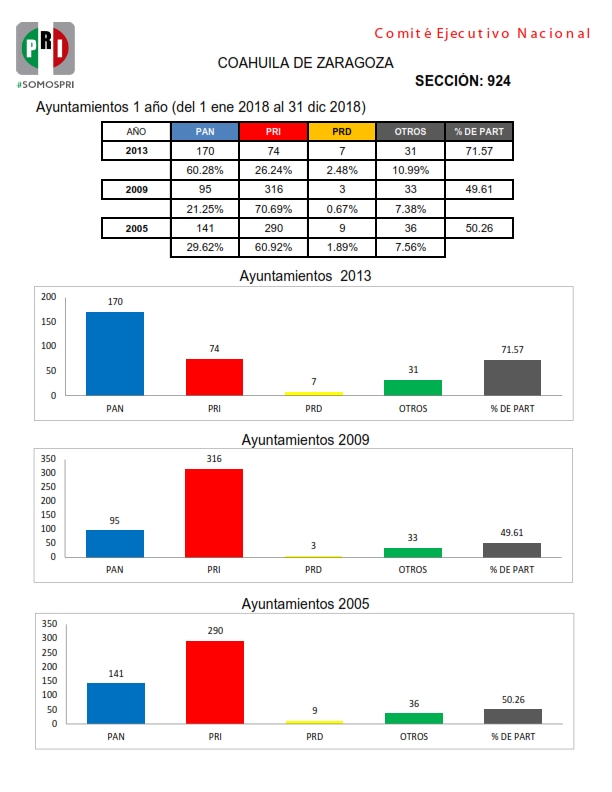 Comité Ejecutivo Nacional
PRI
#SOMOSPRI
COAHUILA DE ZARAGOZA
SECCIÓN: 924
Ayuntamientos 1 año (del 1 ene 2018 al 31 dic 2018)
AÑO PAN PRI PRD OTROS % DE PART
2013 170 74 7 31 71.57
60.28% 26.24% 2.48% 10.99%
2009 95 316 3 33 49.61
21.25% 70.69% 0.67% 7.38%
2005 141 290 9 36 50.26
29.62% 60.92% 1.89% 7.56%
Ayuntamientos 2013
200
150
100
50
0
170 74 7 31 71.57
PAN PRI PRD OTROS % DE PART
Ayuntamientos 2009
350
300
250
200
150
100
50
0
95 316 3 33 49.61
PAN PRI PRD OTROS % DE PART
Ayuntamientos 2005
350
300
250
200
150
100
50
0
141 290 9 36 50.26
PAN PRI PRD OTROS % DE PART